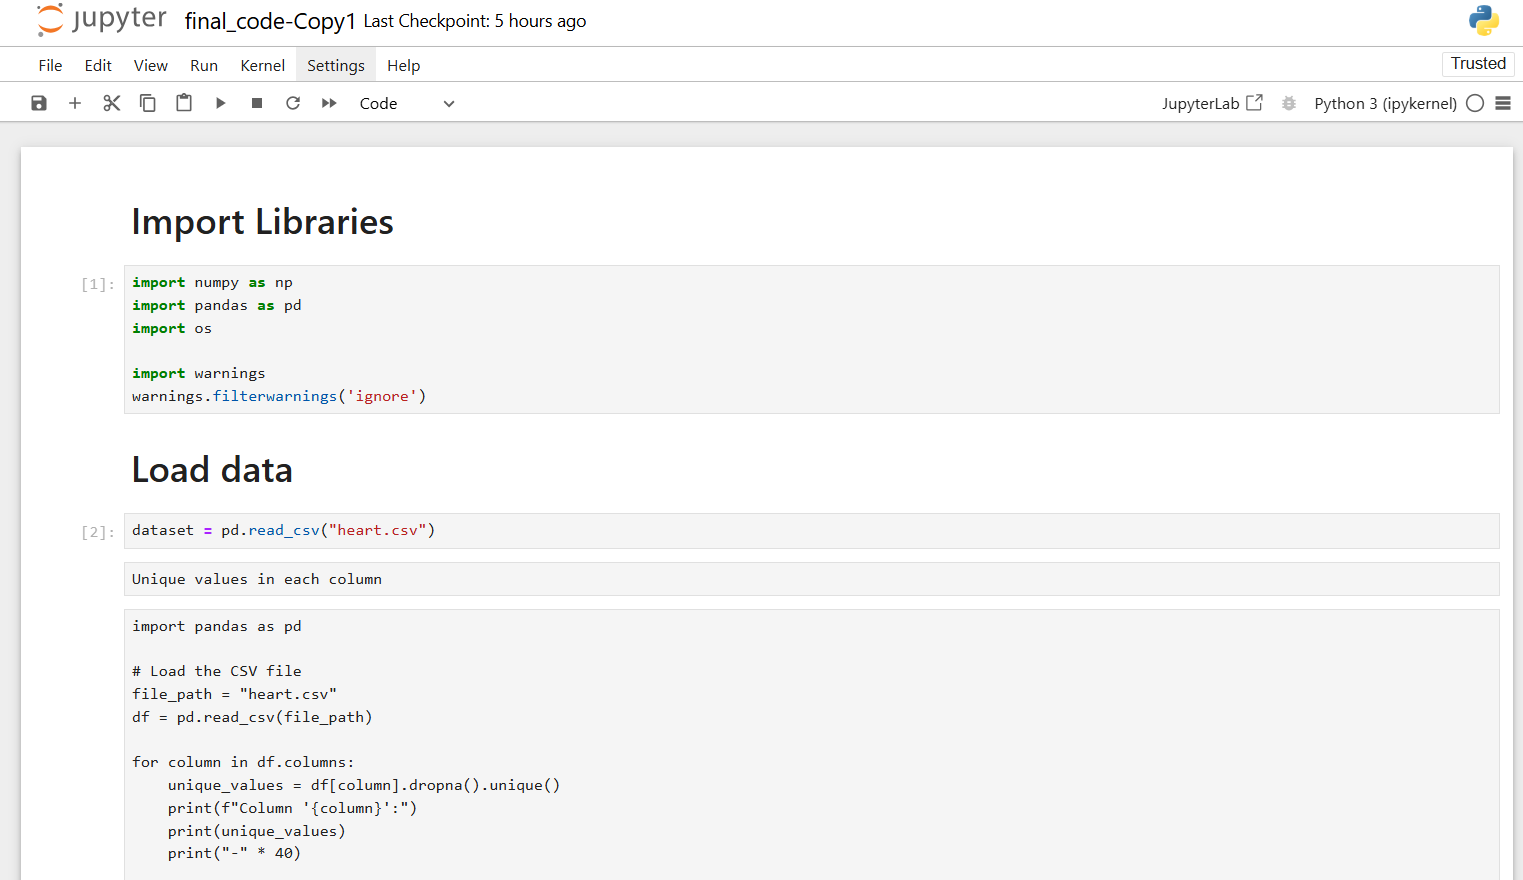 jupyter final_code-Copy1 Last Checkpoint: 5 hours ago
File Edit View Run Kernel Settings Help Trusted
Code JupyterLab Python 3 (ipykernel)
Import Libraries
[1]: import numpy as np
import pandas as pd
import os
import warnings
warnings.filterwarnings('ignore')
Load data
[2]: dataset = pd.read_csv("heart.csv")
Unique values in each column
import pandas as pd
# Load the CSV file
file_path = "heart.csv"
df = pd.read_csv(file_path)
for column in df.columns:
    unique_values = df[column].dropna().unique()
    print(f"Column '{column}':")
    print(unique_values)
    print("-" * 40)